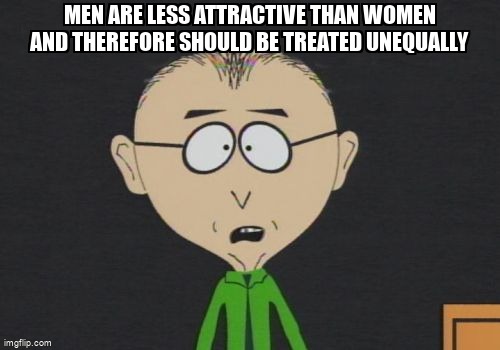 MEN ARE LESS ATTRACTIVE THAN WOMEN
AND THEREFORE SHOULD BE TREATED UNEQUALLY
imgflip.com